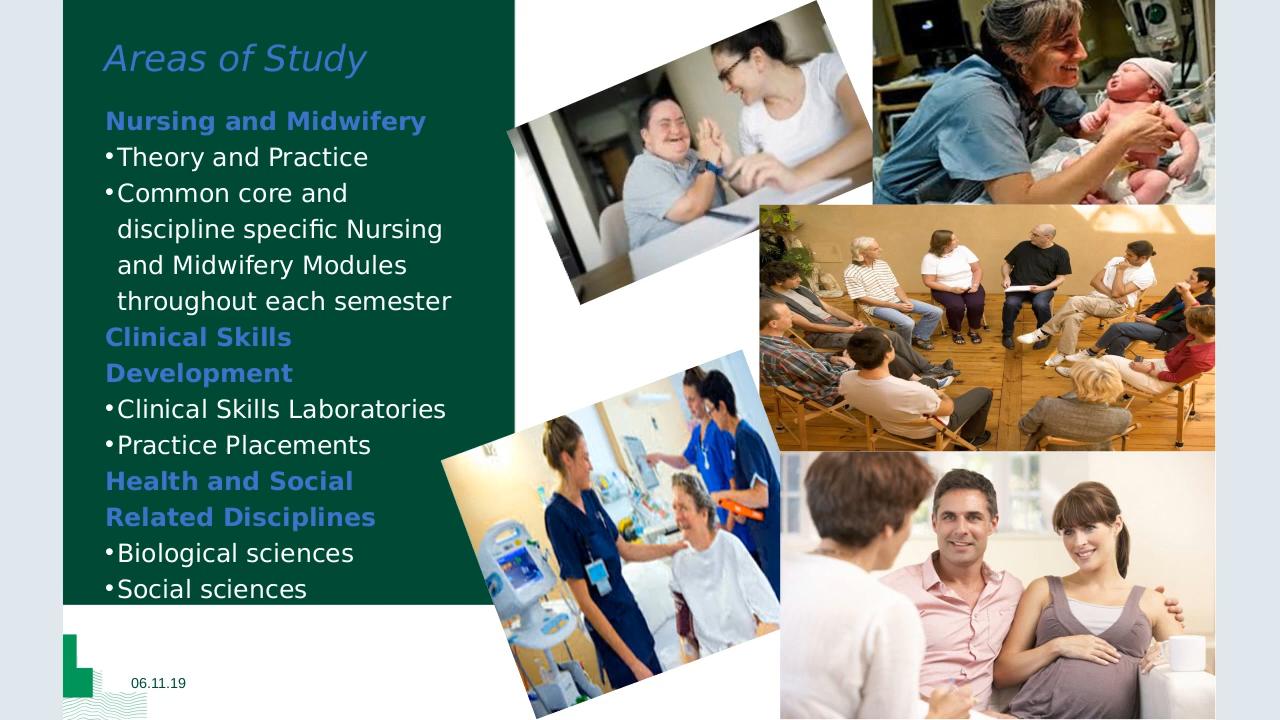 Areas of Study
Nursing and Midwifery
•Theory and Practice
•Common core and
discipline specific Nursing
and Midwifery Modules
throughout each semester
Clinical Skills
Development
•Clinical Skills Laboratories
•Practice Placements
Health and Social
Related Disciplines
•Biological sciences
•Social sciences
06.11.19